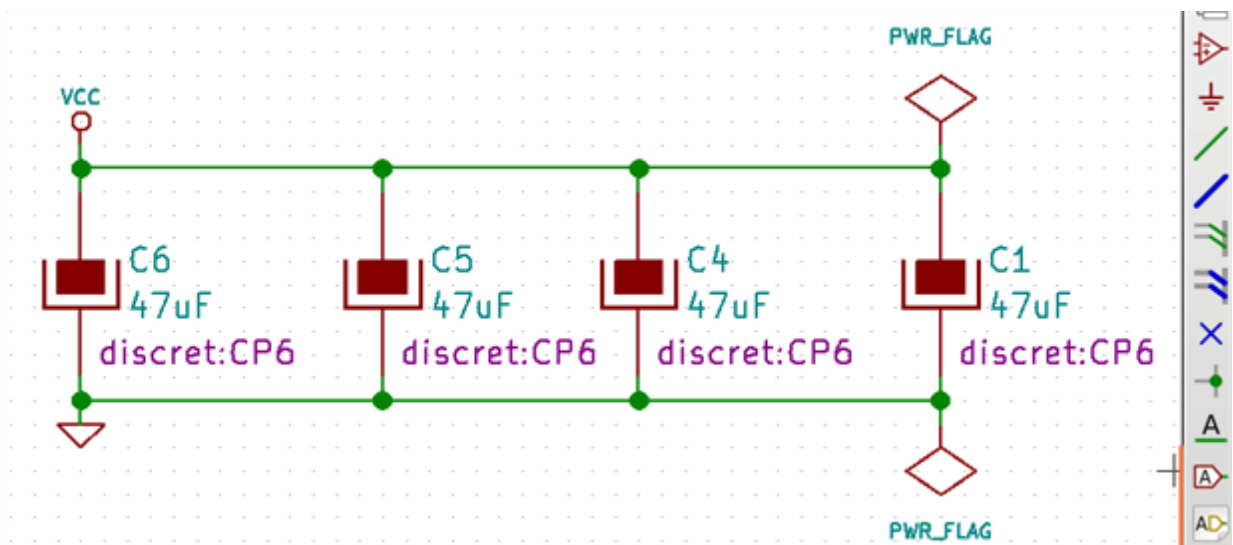 PWR_FLAG
VCC
C6
47uF
discret:CP6
C5
47uF
discret:CP6
C4
47uF
discret:CP6
C1
47uF
discret:CP6
PWR_FLAG
A
A
AD